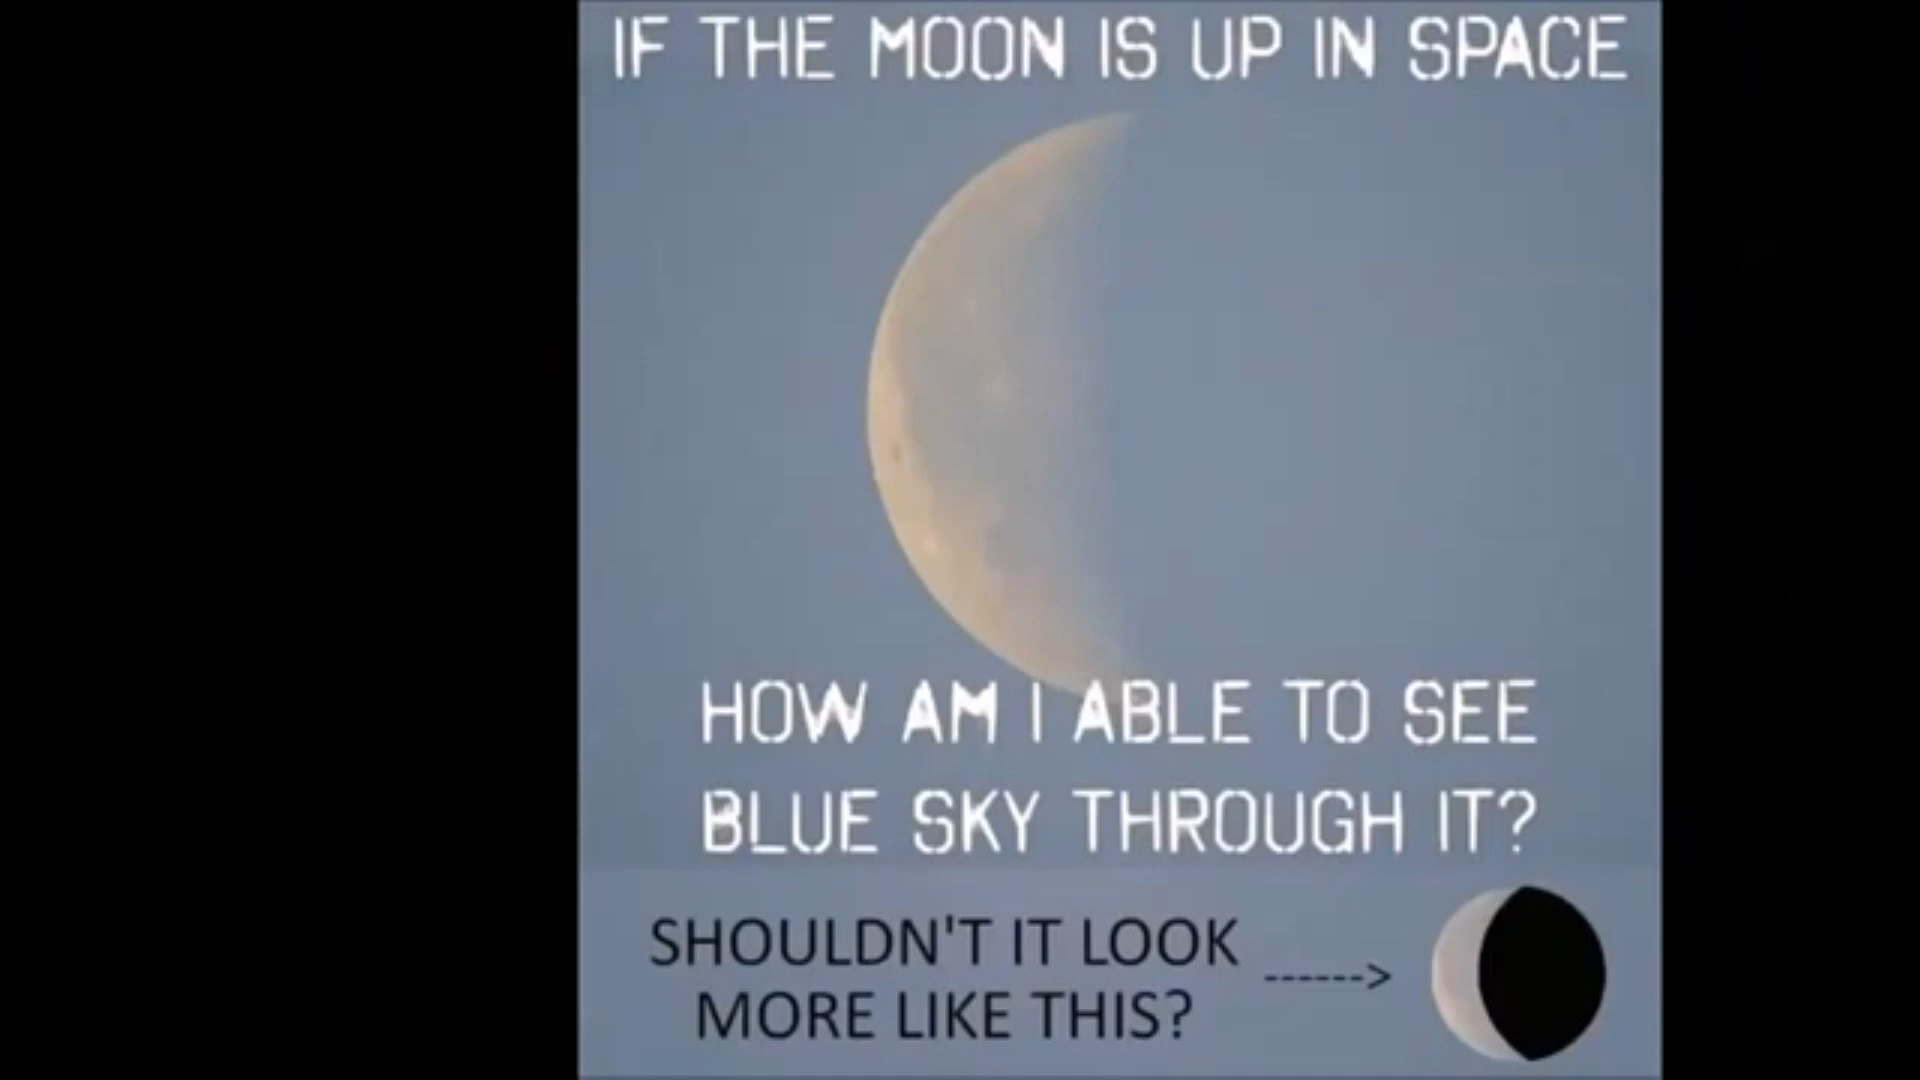 IF THE MOON IS UP IN SPACE
HOW AM I ABLE TO SEE
BLUE SKY THROUGH IT?
SHOULDN'T IT LOOK
MORE LIKE THIS?
------>